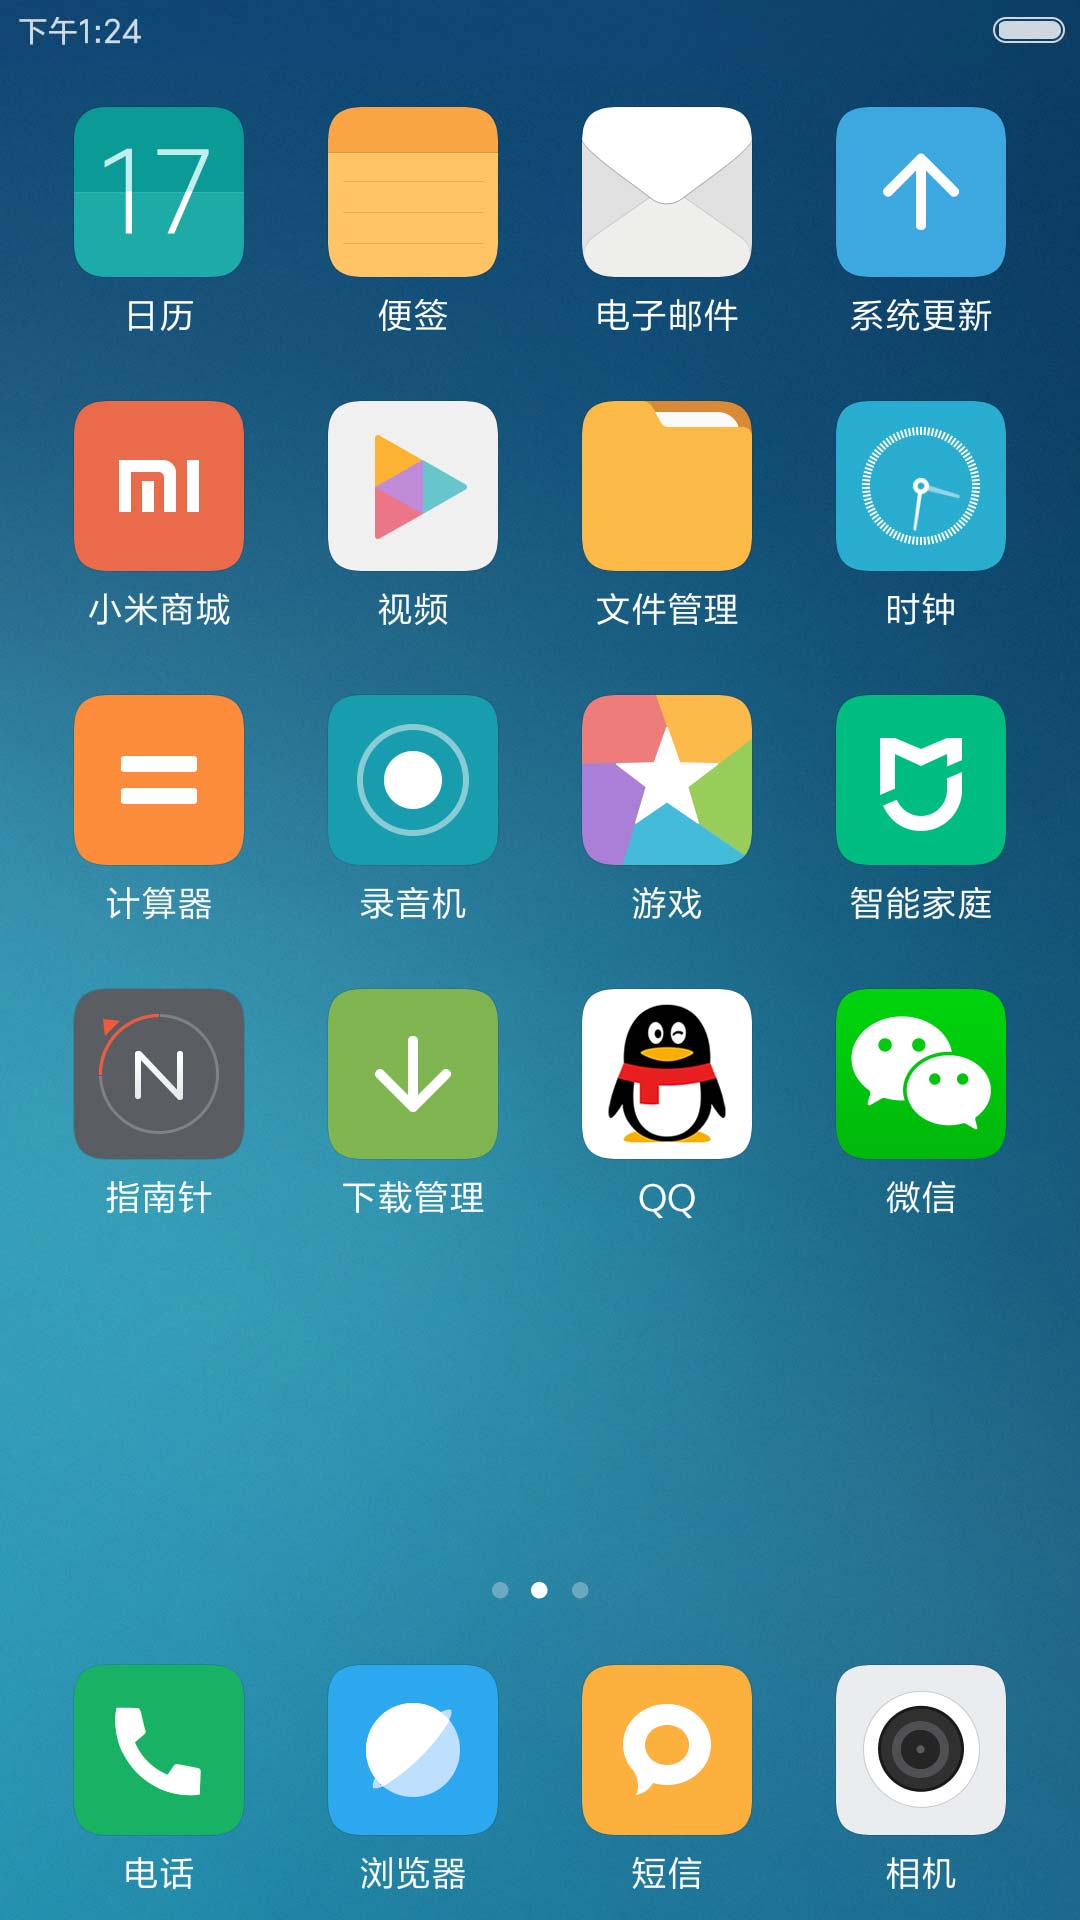 下午1:24
17
日历 便签 电子邮件 系统更新
mi
小米商城 视频 文件管理 时钟
计算器 录音机 游戏 智能家庭
N
指南针 下载管理 QQ 微信
电话 浏览器 短信 相机